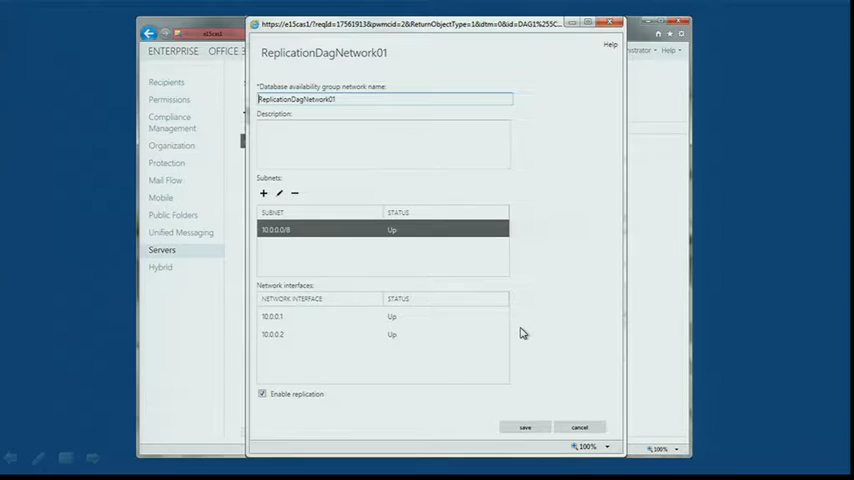 https://e15cas1/?reqId=17561913&pwmcid=2&ReturnObjectType=1&dtm=0&id=DAG1%255C...
e15cas1
ENTERPRISE OFFICE 3
Help
Help
ReplicationDagNetwork01
*Database availability group network name:
ReplicationDagNetwork01
Description:
Recipients
Permissions
Compliance
Management
Organization
Protection
Mail Flow
Mobile
Public Folders
Unified Messaging
Servers
Hybrid
Subnets:
SUBNET STATUS
10.0.0.0/8 Up
Network interfaces:
NETWORK INTERFACE STATUS
10.0.0.1 Up
10.0.0.2 Up
Enable replication
save cancel
100%
100%